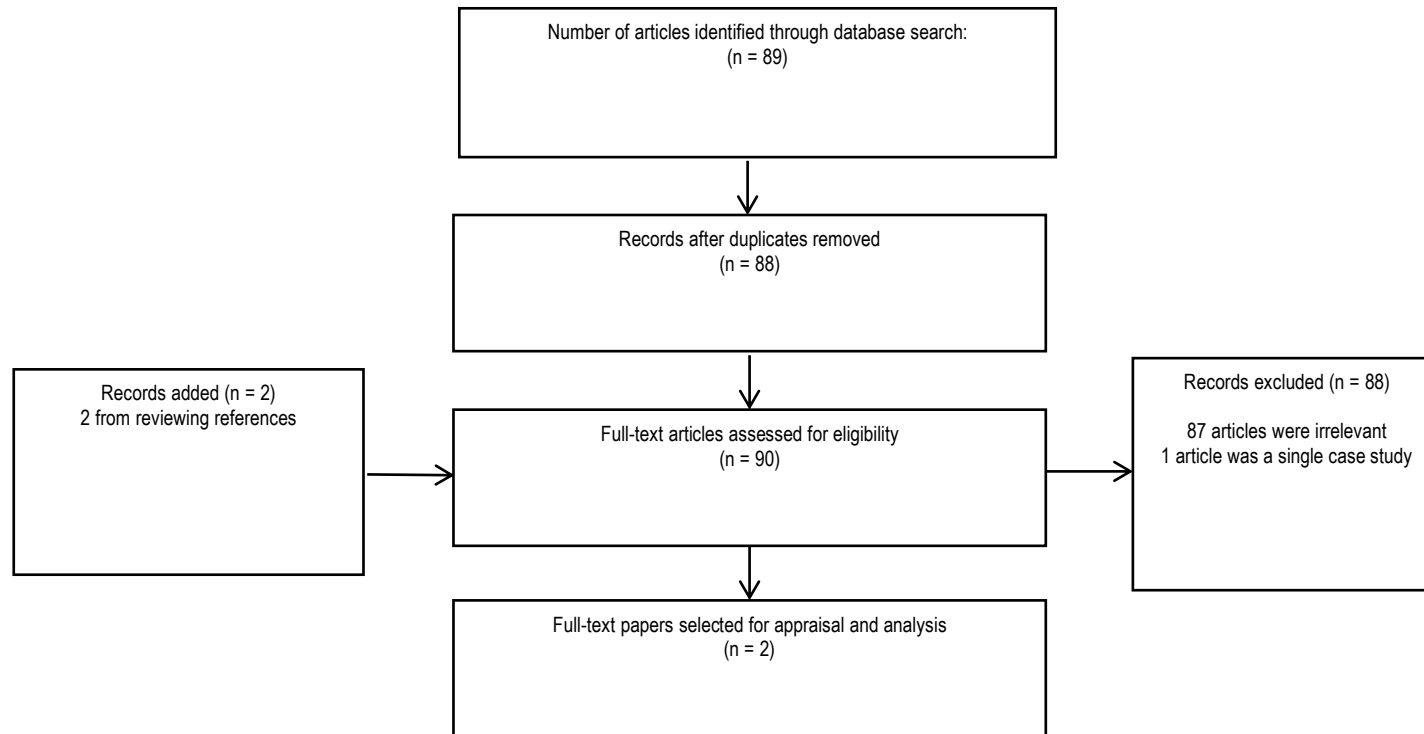 Number of articles identified through database search:
(n = 89)
Records after duplicates removed
(n = 88)
Records added (n = 2)
2 from reviewing references
Full-text articles assessed for eligibility
(n = 90)
Records excluded (n = 88)
87 articles were irrelevant
1 article was a single case study
Full-text papers selected for appraisal and analysis
(n = 2)